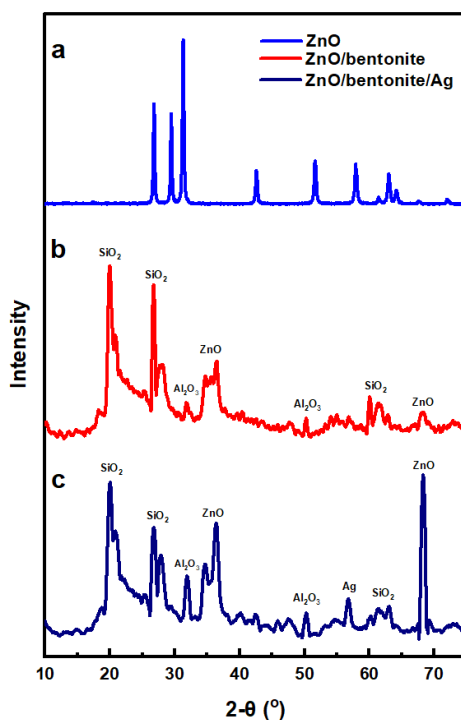 a
ZnO
ZnO/bentonite
ZnO/bentonite/Ag
b
SiO₂
SiO₂
Al₂O₃
ZnO
Al₂O₃
SiO₂
ZnO
c
SiO₂
SiO₂
Al₂O₃
ZnO
Al₂O₃
Ag
SiO₂
ZnO
Intensity
10 20 30 40 50 60 70
2-θ (⁰)